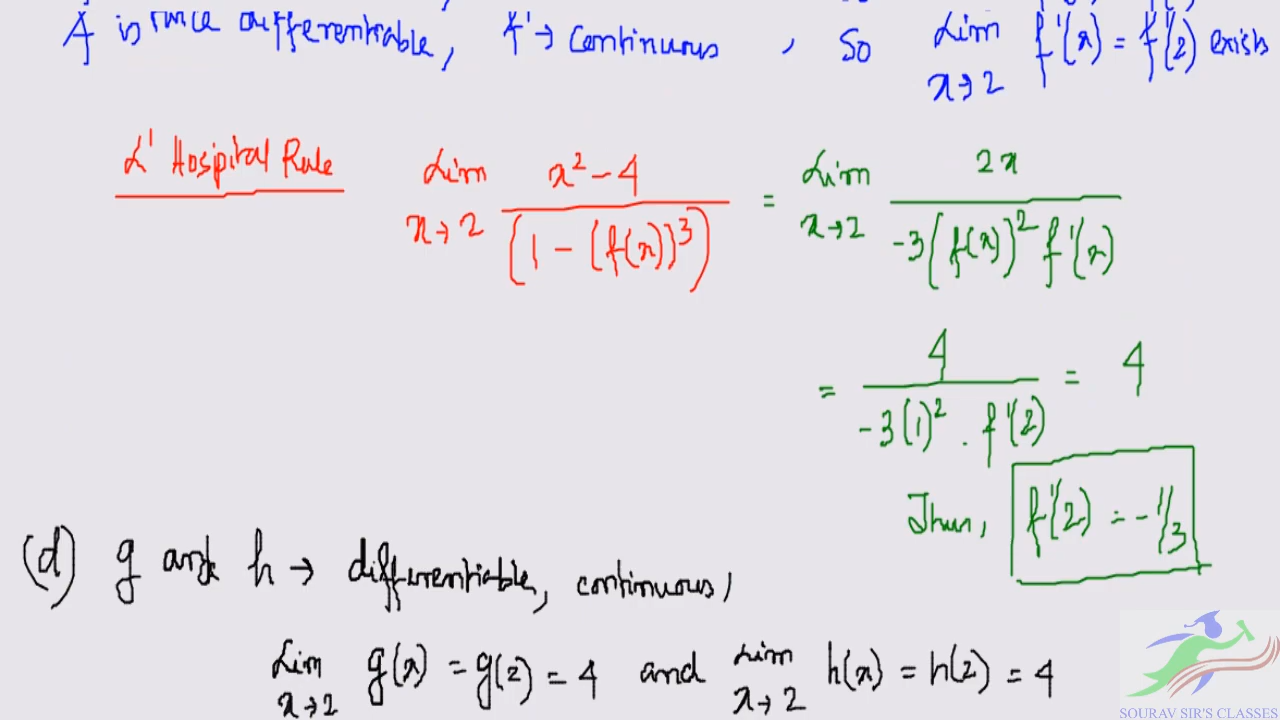 f is twice differentiable, f' → continuous, So Lim x→2 f'(x) = f'(2) exists
L' Hospital Rule Lim x→2 x² - 4 / (1 - (f(x))³) = Lim x→2 2x / -3(f(x))² f'(x)
= 4 / -3(1)² . f'(2) = 4
Thus, f'(2) = -1/3
(d) g and h → differentiable, continuous,
Lim x→2 g(x) = g(2) = 4 and Lim x→2 h(x) = h(2) = 4
SOURAV SIR'S CLASSES